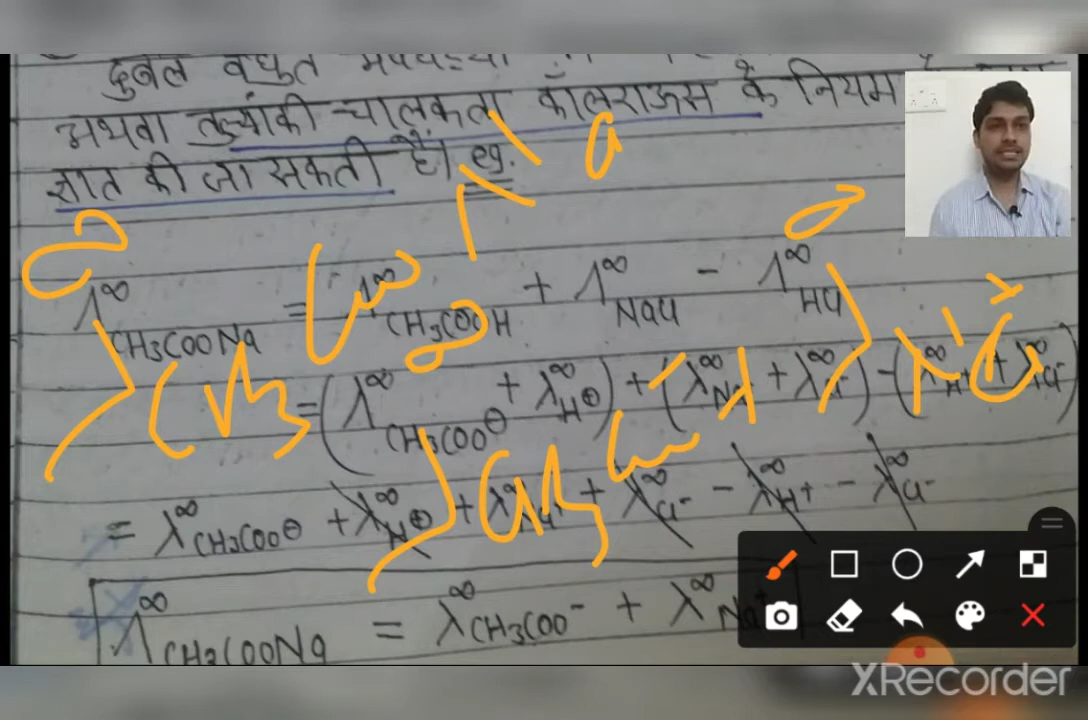 दुर्बल वैद्युत
अथवा तुल्यांकी चालकता कॉलराऊस के नियम
ज्ञात की जा सकती है। eg.
Λ∞CH3COONa = Λ∞CH3COOH + Λ∞NaCl − Λ∞HCl
= (λ∞CH3COO⊖ + λ∞H⊕) + (λ∞Na + λ∞Cl-) − (λ∞H+ + λ∞Cl-)
= λ∞CH3COO⊖ + λ∞H⊕ + λ∞Na+ + λ∞Cl- − λ∞H+ − λ∞Cl-
Λ∞CH3COONa = λ∞CH3COO- + λ∞Na+
XRecorder